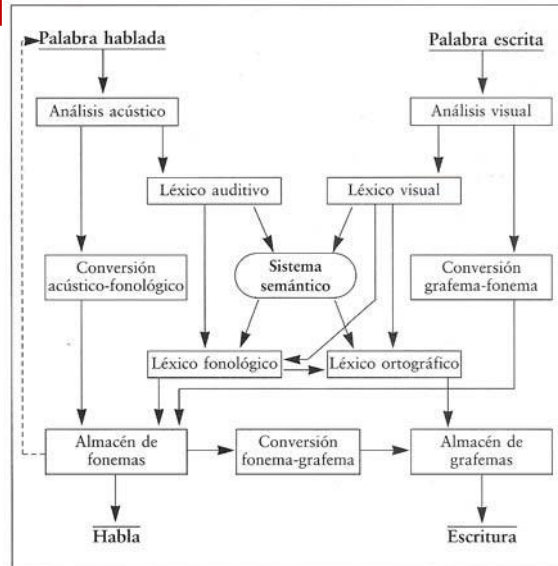 Palabra hablada
Palabra escrita
Análisis acústico
Análisis visual
Léxico auditivo
Léxico visual
Conversión
acústico-fonológico
Sistema
semántico
Conversión
grafema-fonema
Léxico fonológico
Léxico ortográfico
Almacén de
fonemas
Conversión
fonema-grafema
Almacén de
grafemas
Habla
Escritura